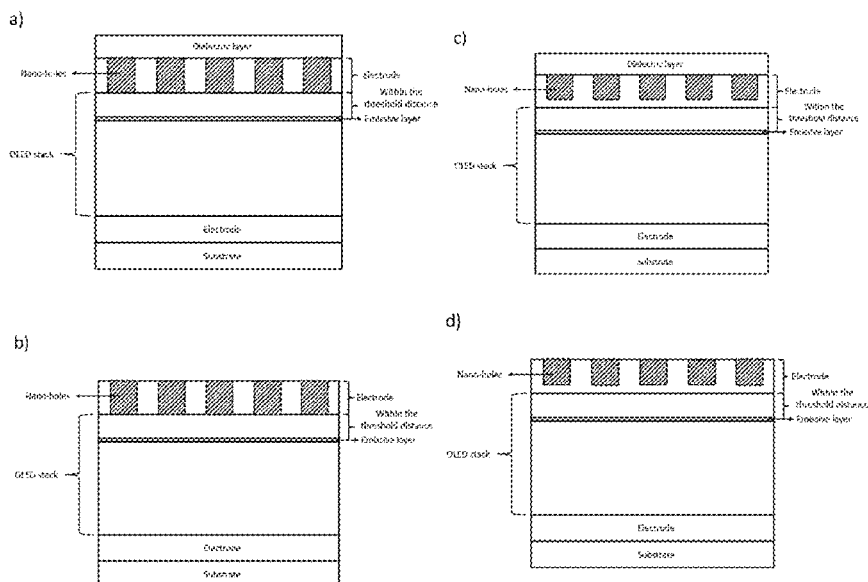 a)
Dielectric layer
Nano-holes
Electrode
Within the
threshold distance
Emissive layer
OLED stack
Electrode
Substrate
b)
Nano-holes
Electrode
Within the
threshold distance
Emissive layer
OLED stack
Electrode
Substrate
c)
Dielectric layer
Nano-holes
Electrode
Within the
threshold distance
Emissive layer
OLED stack
Electrode
Substrate
d)
Nano-holes
Electrode
Within the
threshold distance
Emissive layer
OLED stack
Electrode
Substrate